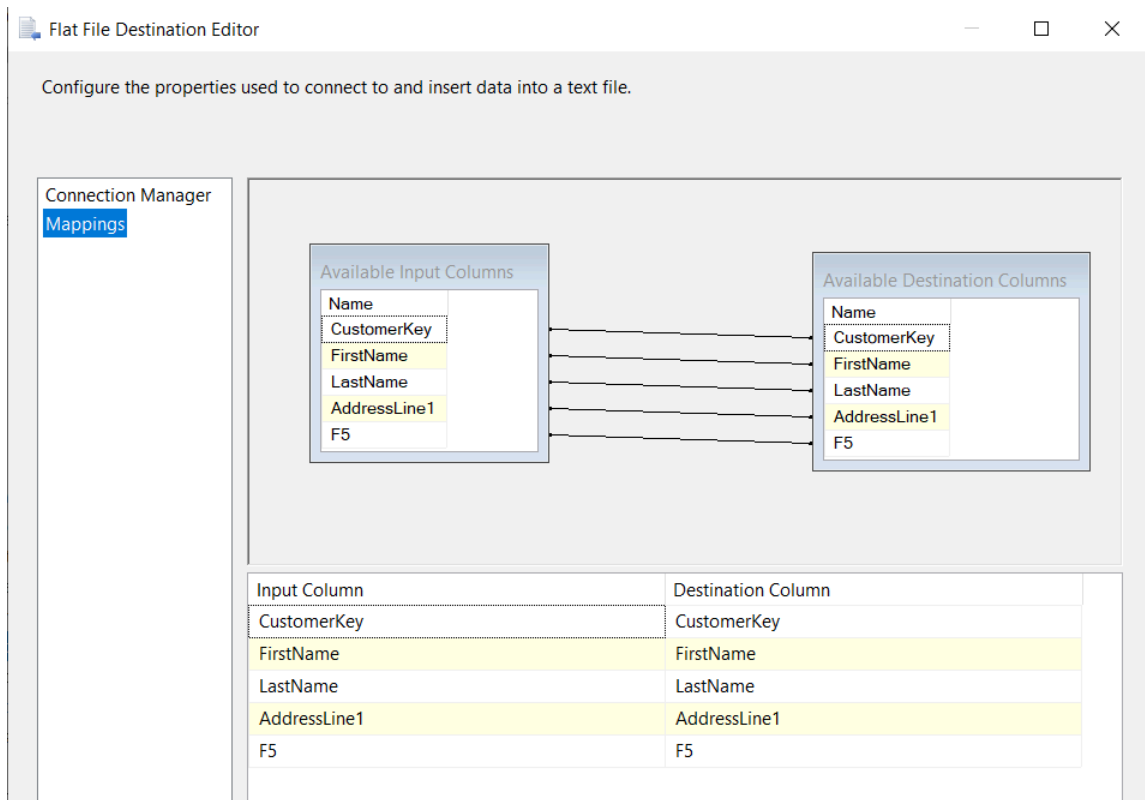 Flat File Destination Editor
Configure the properties used to connect to and insert data into a text file.
Connection Manager
Mappings
Available Input Columns
Name
CustomerKey
FirstName
LastName
AddressLine1
F5
Available Destination Columns
Name
CustomerKey
FirstName
LastName
AddressLine1
F5
Input Column Destination Column
CustomerKey CustomerKey
FirstName FirstName
LastName LastName
AddressLine1 AddressLine1
F5 F5